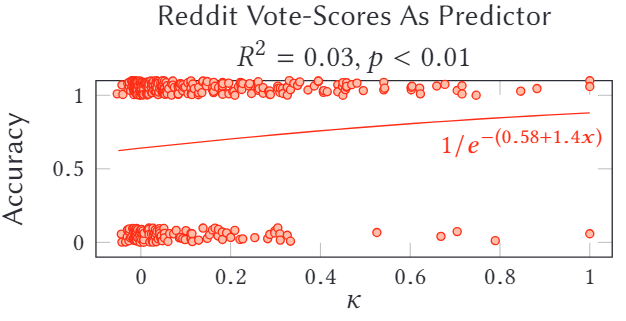 Reddit Vote-Scores As Predictor
R² = 0.03, p < 0.01
Accuracy
1
0.5
0
1/e^−(0.58+1.4x)
0 0.2 0.4 0.6 0.8 1
κ